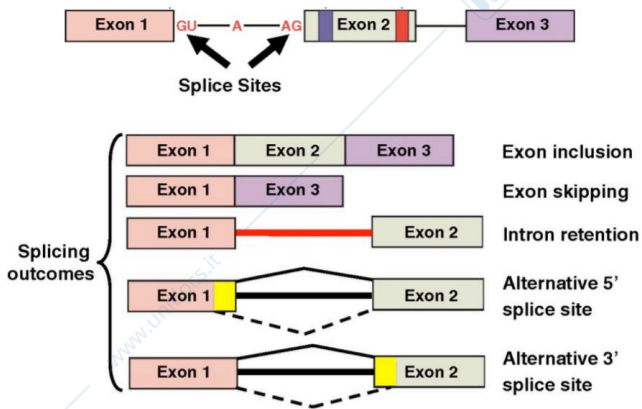 Exon 1 GU A AG Exon 2 Exon 3
Splice Sites
Exon 1 Exon 2 Exon 3 Exon inclusion
Exon 1 Exon 3 Exon skipping
Exon 1 Exon 2 Intron retention
Splicing outcomes
Exon 1 Exon 2 Alternative 5’
splice site
Exon 1 Exon 2 Alternative 3’
splice site